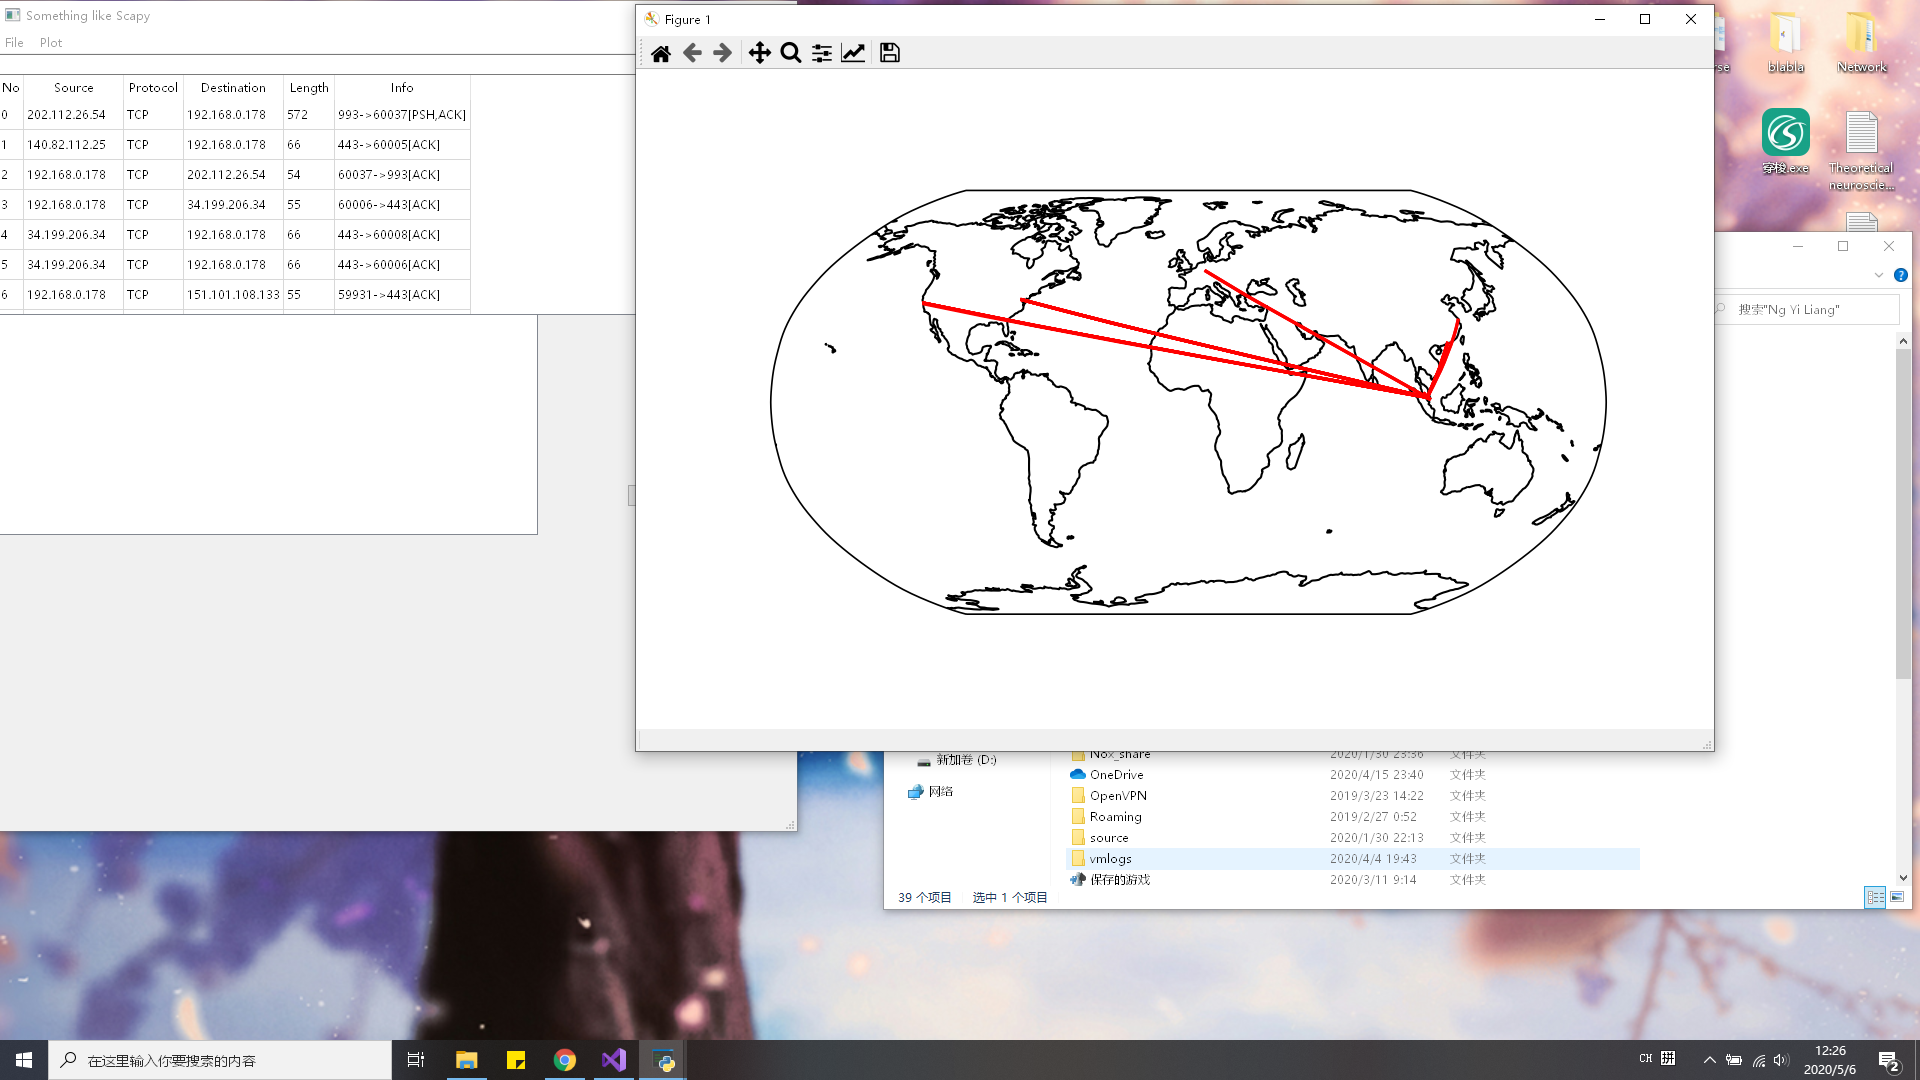 Something like Scapy
File Plot
No Source Protocol Destination Length Info
0 202.112.26.54 TCP 192.168.0.178 572 993->60037[PSH,ACK]
1 140.82.112.25 TCP 192.168.0.178 66 443->60005[ACK]
2 192.168.0.178 TCP 202.112.26.54 54 60037->993[ACK]
3 192.168.0.178 TCP 34.199.206.34 55 60006->443[ACK]
4 34.199.206.34 TCP 192.168.0.178 66 443->60008[ACK]
5 34.199.206.34 TCP 192.168.0.178 66 443->60006[ACK]
6 192.168.0.178 TCP 151.101.108.133 55 59931->443[ACK]
Figure 1
blabla
Network
穿梭.exe
Theoretical
neuroscie...
搜索"Ng Yi Liang"
新加卷 (D:)
网络
Nox_share 2020/1/30 23:36 文件夹
OneDrive 2020/4/15 23:40 文件夹
OpenVPN 2019/3/23 14:22 文件夹
Roaming 2019/2/27 0:52 文件夹
source 2020/1/30 22:13 文件夹
vmlogs 2020/4/4 19:43 文件夹
保存的游戏 2020/3/11 9:14 文件夹
39 个项目 选中 1 个项目
在这里输入你要搜索的内容
CH 拼
12:26
2020/5/6
2